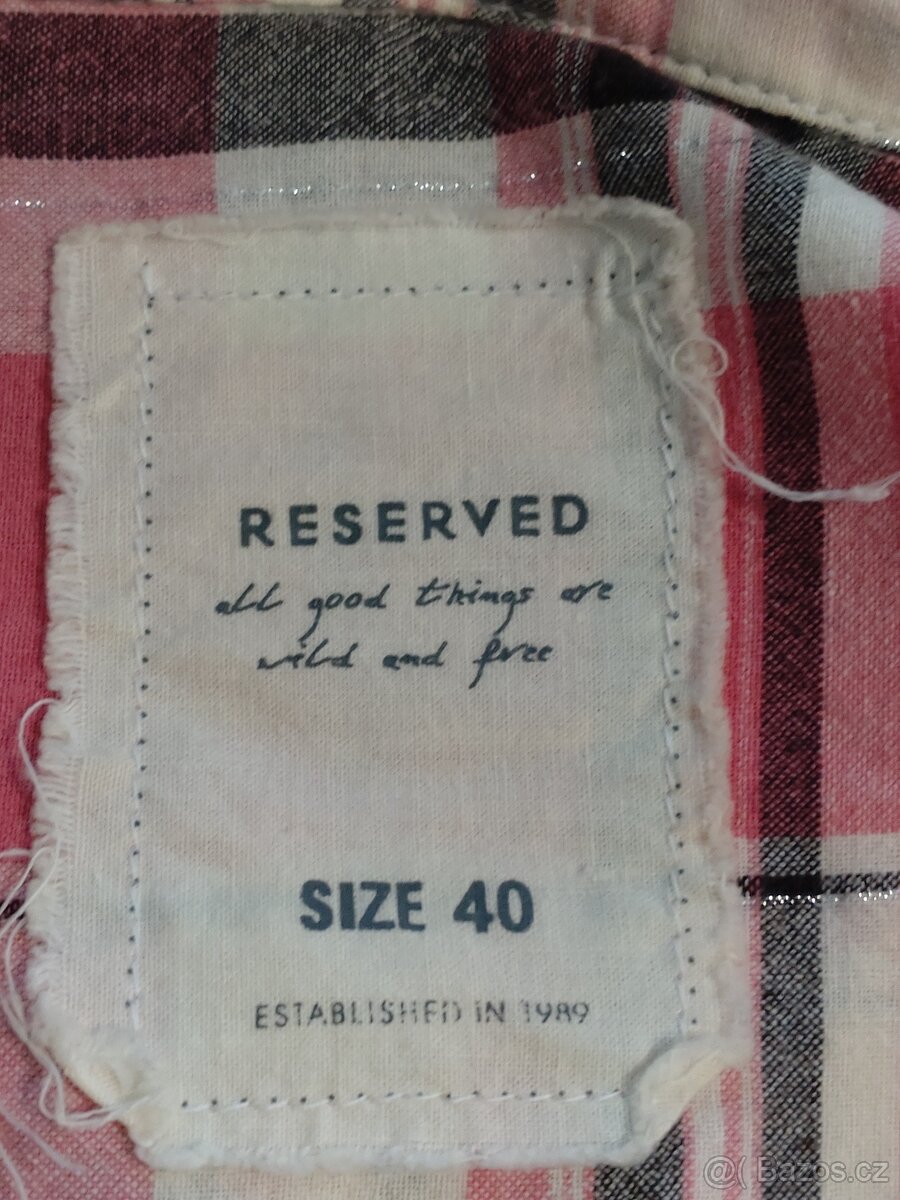 RESERVED
all good things are
wild and free
SIZE 40
ESTABLISHED IN 1989
@( Bazos.cz